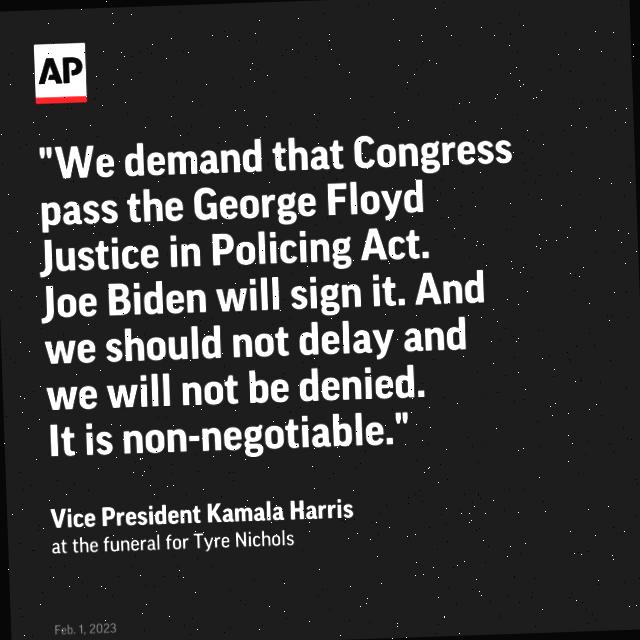 AP
"We demand that Congress
pass the George Floyd
Justice in Policing Act.
Joe Biden will sign it. And
we should not delay and
we will not be denied.
It is non-negotiable."
Vice President Kamala Harris
at the funeral for Tyre Nichols
Feb. 1, 2023